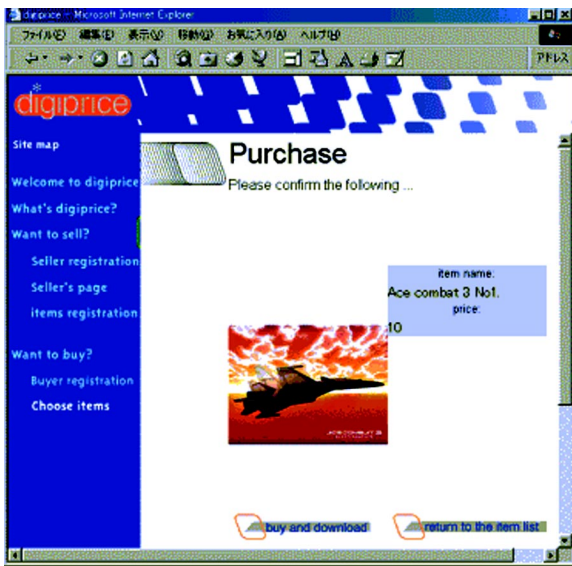 digiprice - Microsoft Internet Explorer
ファイル(F) 編集(E) 表示(V) 移動(G) お気に入り(A) ヘルプ(H)
アドレス
digiprice
Site map
Welcome to digiprice
What's digiprice?
Want to sell?
Seller registration
Seller's page
items registration
Want to buy?
Buyer registration
Choose items
Purchase
Please confirm the following ...
item name:
Ace combat 3 No1.
price:
10
ACE COMBAT 3
buy and download
return to the item list